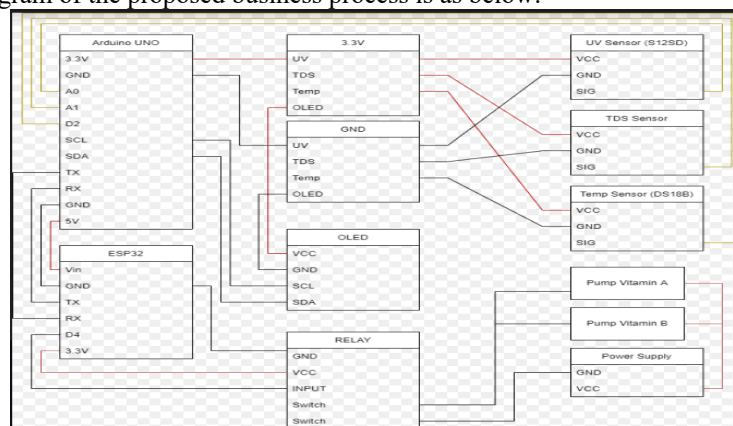 gram of the proposed business process is as below:
Arduino UNO
3.3V
GND
A0
A1
D2
SCL
SDA
TX
RX
GND
5V
ESP32
Vin
GND
TX
RX
D4
3.3V
3.3V
UV
TDS
Temp
OLED
GND
UV
TDS
Temp
OLED
OLED
VCC
GND
SCL
SDA
RELAY
GND
VCC
INPUT
Switch
Switch
UV Sensor (S12SD)
VCC
GND
SIG
TDS Sensor
VCC
GND
SIG
Temp Sensor (DS18B)
VCC
GND
SIG
Pump Vitamin A
Pump Vitamin B
Power Supply
GND
VCC